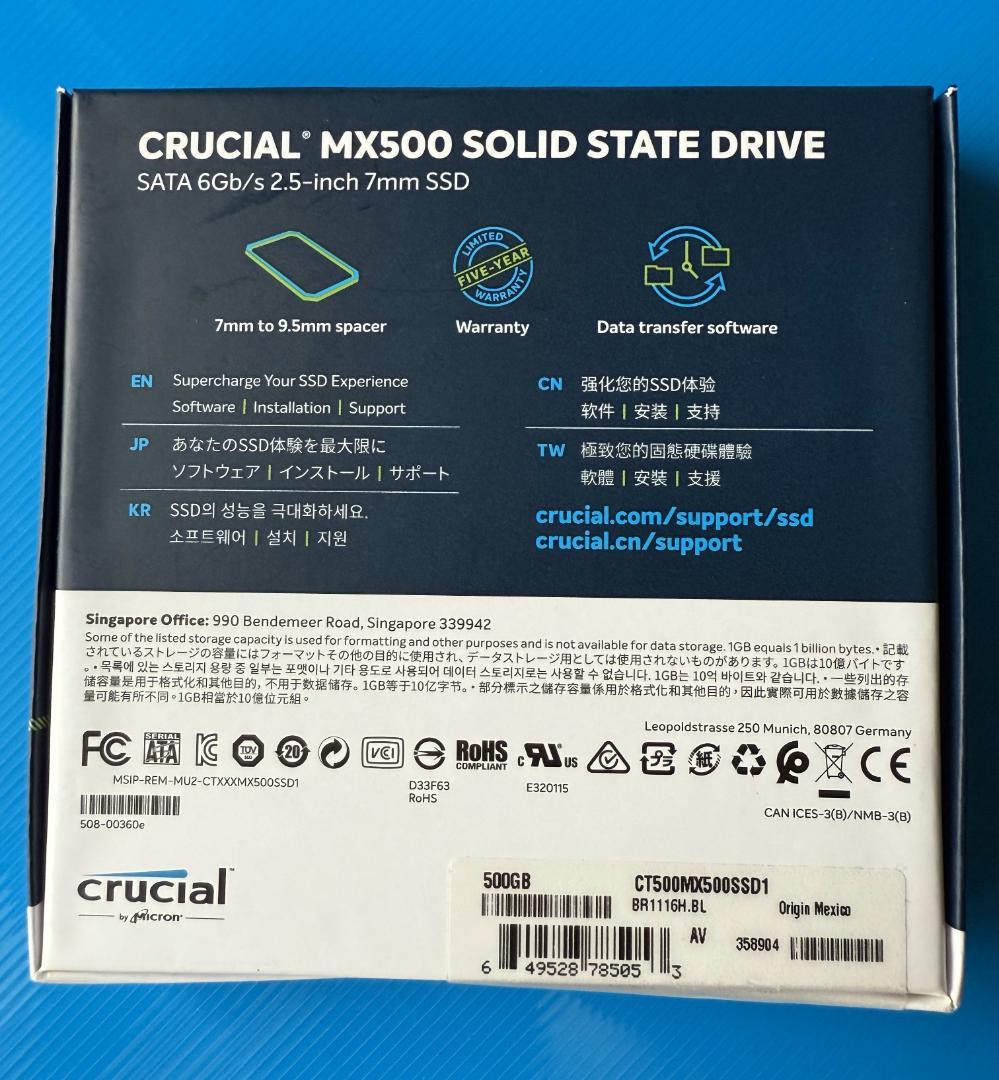 CRUCIAL® MX500 SOLID STATE DRIVE
SATA 6Gb/s 2.5-inch 7mm SSD
LIMITED
FIVE-YEAR
WARRANTY
7mm to 9.5mm spacer
Warranty
Data transfer software
EN Supercharge Your SSD Experience
Software | Installation | Support
JP あなたのSSD体験を最大限に
ソフトウェア | インストール | サポート
KR SSD의 성능을 극대화하세요.
소프트웨어 | 설치 | 지원
CN 强化您的SSD体验
软件 | 安装 | 支持
TW 極致您的固態硬碟體驗
軟體 | 安裝 | 支援
crucial.com/support/ssd
crucial.cn/support
Singapore Office: 990 Bendemeer Road, Singapore 339942
Some of the listed storage capacity is used for formatting and other purposes and is not available for data storage. 1GB equals 1 billion bytes. • 記載
されているストレージの容量にはフォーマットその他の目的に使用され、データストレージ用としては使用されないものがあります。1GBは10億バイトです
。• 목록에 있는 스토리지 용량 중 일부는 포맷이나 기타 용도로 사용되어 데이터 스토리지로는 사용할 수 없습니다. 1GB는 10억 바이트와 같습니다. • 一些列出的存
储容量是用于格式化和其他目的，不用于数据储存。1GB等于10亿字节。• 部分標示之儲存容量係用於格式化和其他目的，因此實際可用於數據儲存之容
量可能有所不同。1GB相當於10億位元組。
Leopoldstrasse 250 Munich, 80807 Germany
FC SERIAL ATA KC TÜV 20 VCI RoHS COMPLIANT c RU US プラ 紙 CE
MSIP-REM-MU2-CTXXXMX500SSD1
D33F63
RoHS
E320115
CAN ICES-3(B)/NMB-3(B)
508-00360e
crucial™
by Micron®
500GB
CT500MX500SSD1
BR1116H.BL
Origin Mexico
AV
358904
6 49528 78505 3